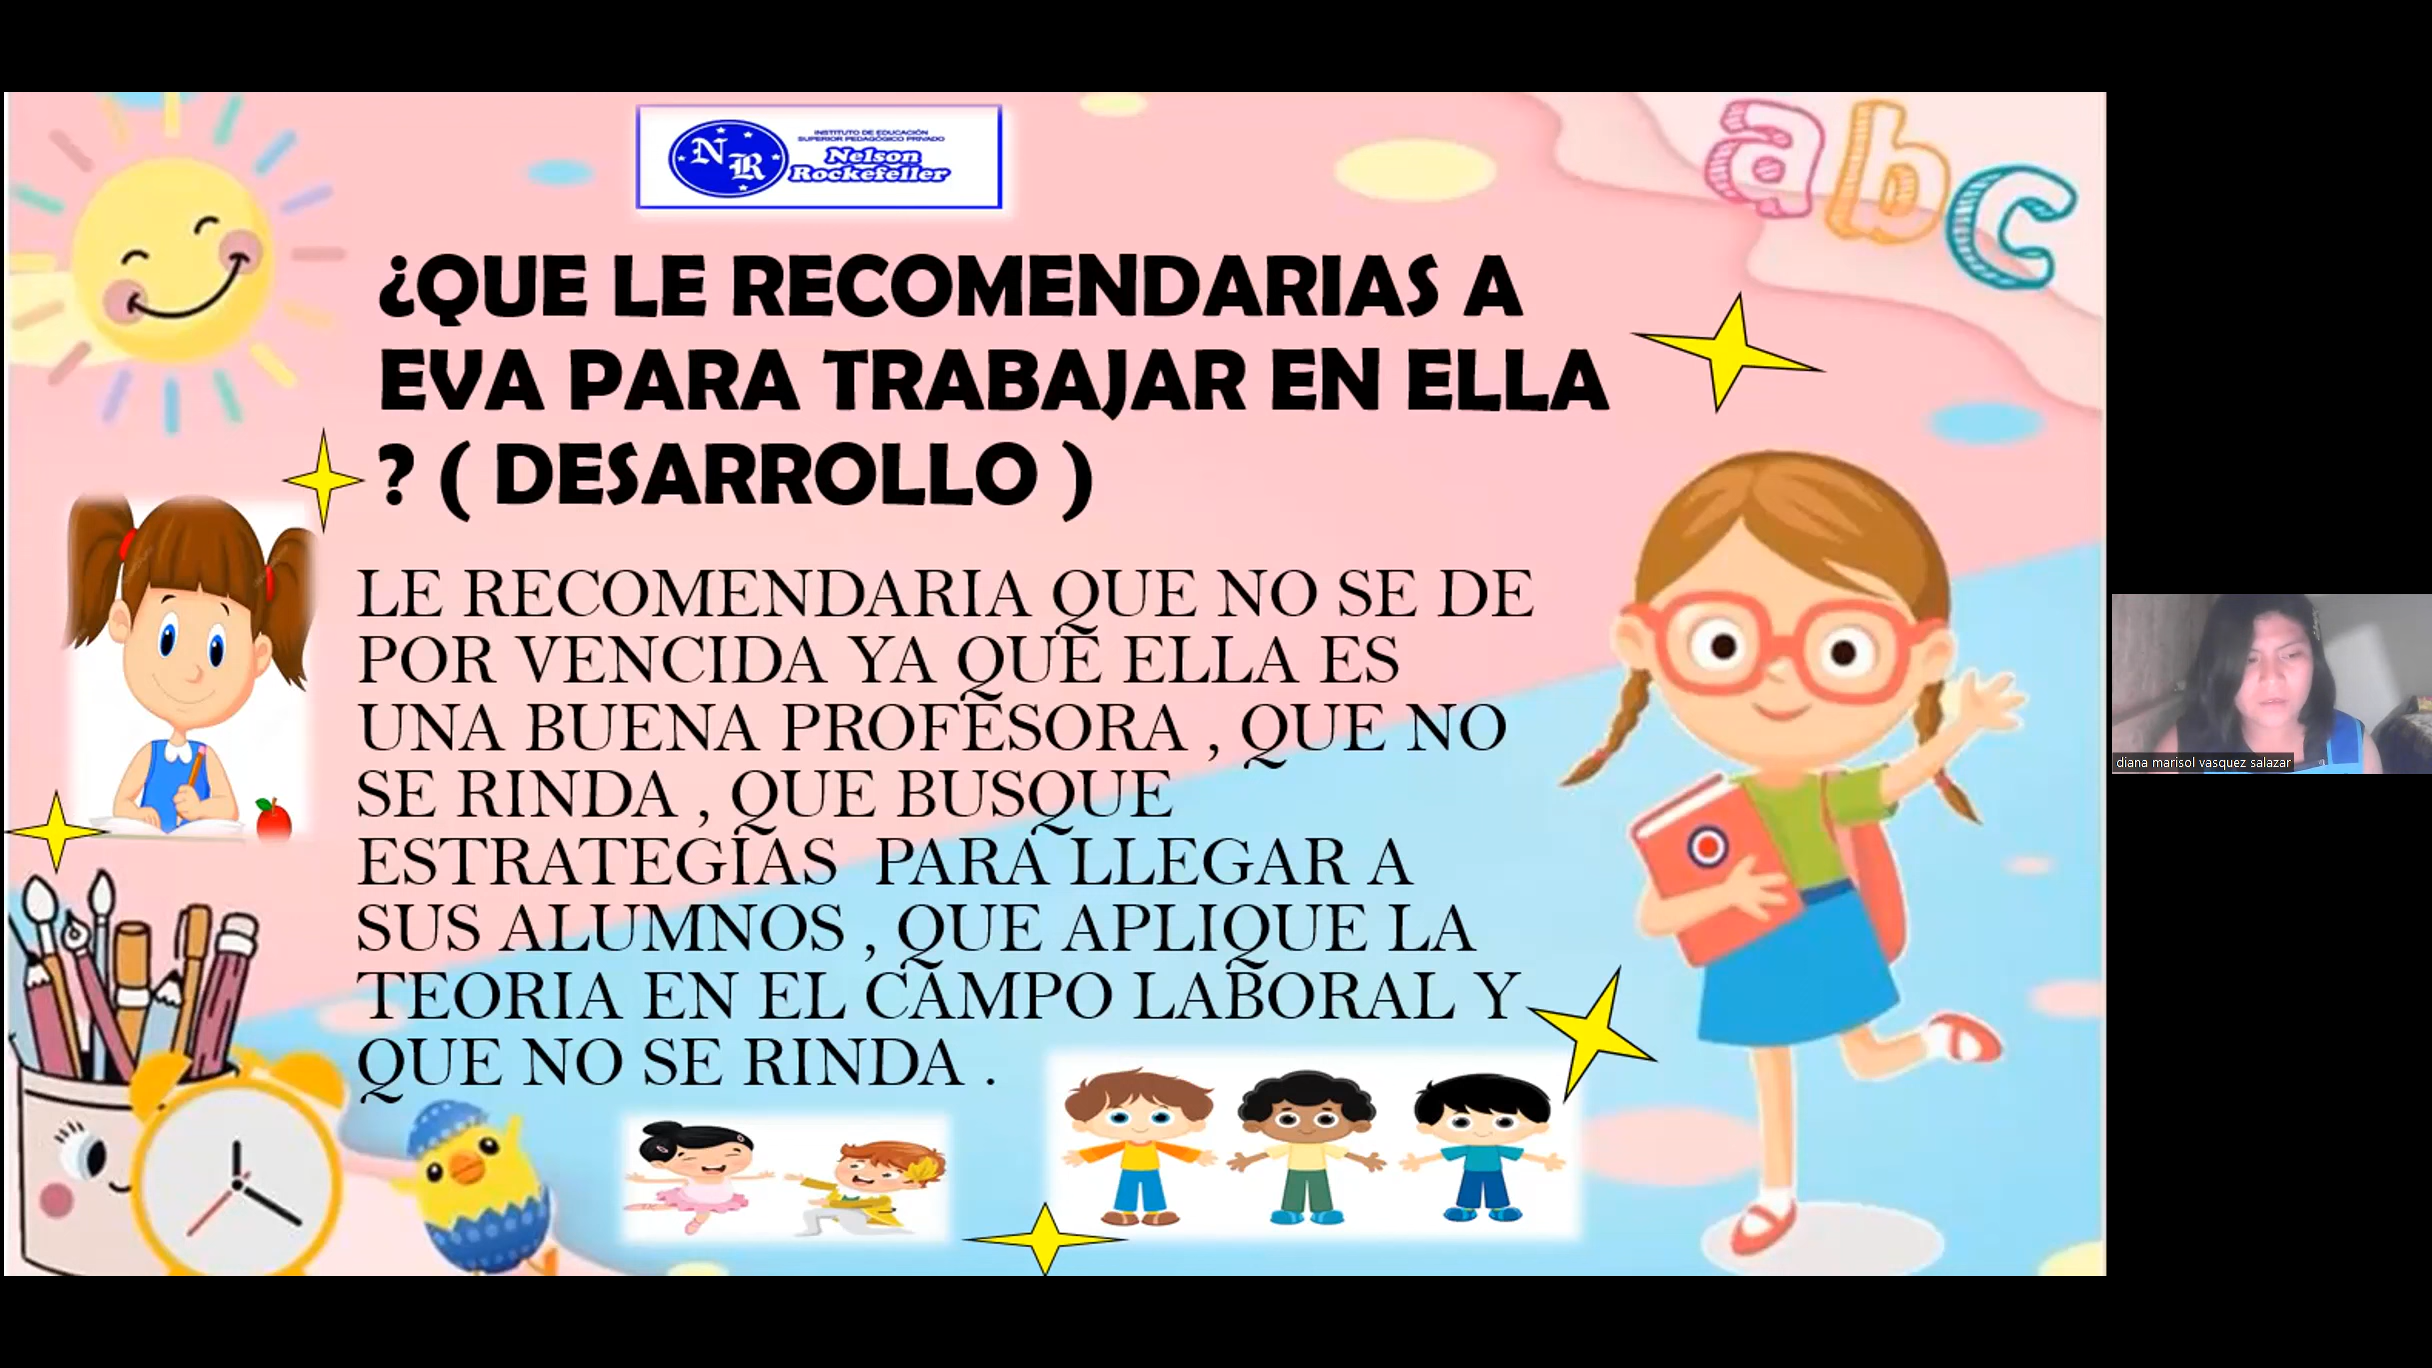 INSTITUTO DE EDUCACIÓN
SUPERIOR PEDAGÓGICO PRIVADO
N R
Nelson
Rockefeller
abc
¿QUE LE RECOMENDARIAS A
EVA PARA TRABAJAR EN ELLA
? ( DESARROLLO )
LE RECOMENDARIA QUE NO SE DE
POR VENCIDA YA QUE ELLA ES
UNA BUENA PROFESORA , QUE NO
SE RINDA , QUE BUSQUE
ESTRATEGIAS PARA LLEGAR A
SUS ALUMNOS , QUE APLIQUE LA
TEORIA EN EL CAMPO LABORAL Y
QUE NO SE RINDA .
diana marisol vasquez salazar